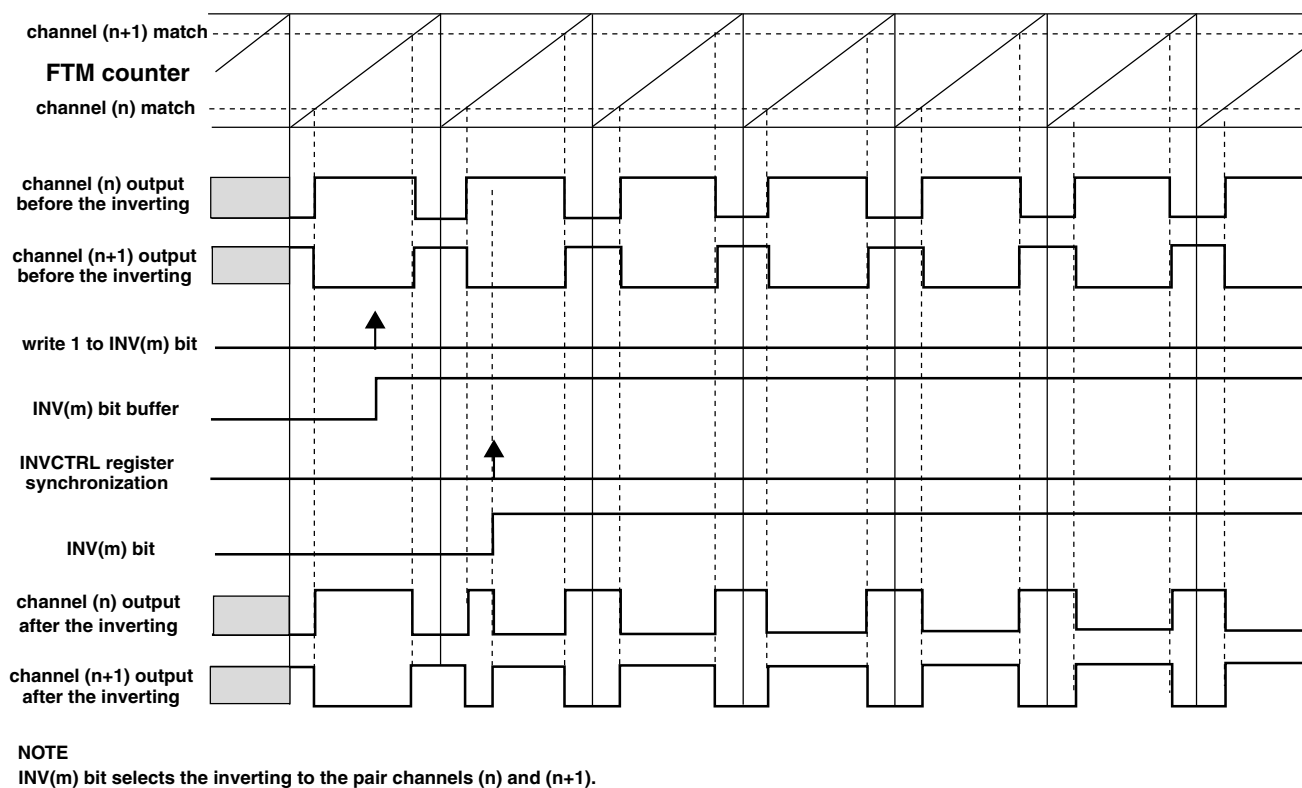 channel (n+1) match
FTM counter
channel (n) match
channel (n) output
before the inverting
channel (n+1) output
before the inverting
write 1 to INV(m) bit
INV(m) bit buffer
INVCTRL register
synchronization
INV(m) bit
channel (n) output
after the inverting
channel (n+1) output
after the inverting
NOTE
INV(m) bit selects the inverting to the pair channels (n) and (n+1).